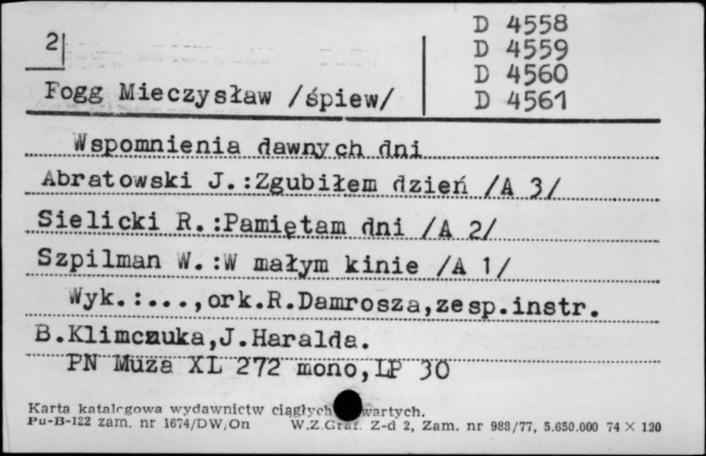 2
D 4558
D 4559
D 4560
D 4561
Fogg Mieczysław /śpiew/
Wspomnienia dawnych dni
Abratowski J.:Zgubiłem dzień /A 3/
Sielicki R.:Pamiętam dni /A 2/
Szpilman W.:W małym kinie /A 1/
Wyk.:...,ork.R.Damrosza,zesp.instr.
B.Klimczuka,J.Haralda.
PN Muza XL 272 mono,LP 30
Karta katalogowa wydawnictw ciągłych wartych.
Pu-B-122 zam. nr 1674/DW/On W.Z.Graf. Z-d 2, Zam. nr 988/77, 5.650.000 74 × 120